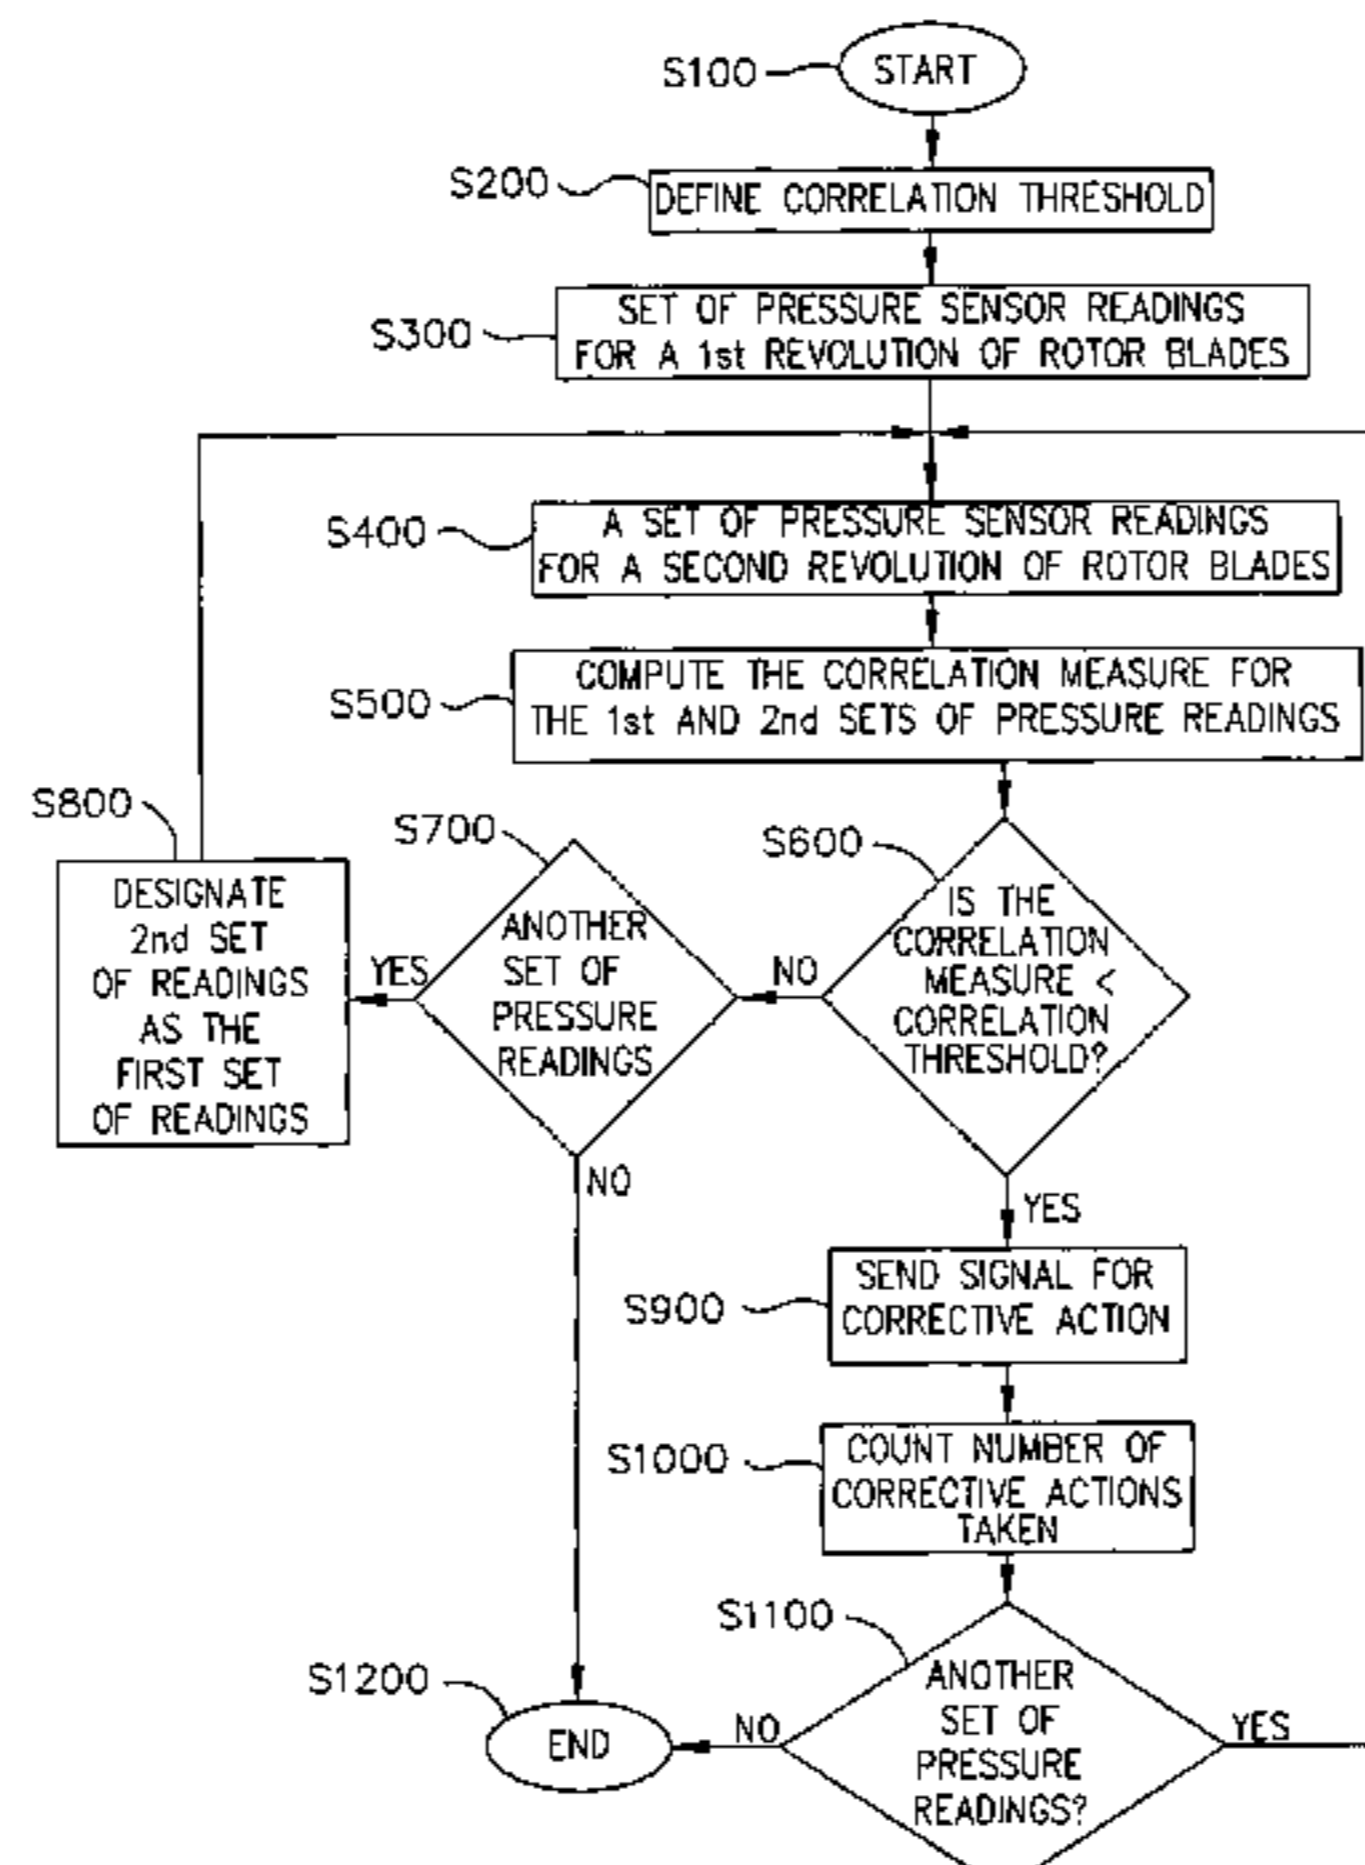 S100
START
S200
DEFINE CORRELATION THRESHOLD
S300
SET OF PRESSURE SENSOR READINGS
FOR A 1st REVOLUTION OF ROTOR BLADES
S400
A SET OF PRESSURE SENSOR READINGS
FOR A SECOND REVOLUTION OF ROTOR BLADES
S500
COMPUTE THE CORRELATION MEASURE FOR
THE 1st AND 2nd SETS OF PRESSURE READINGS
S600
IS THE
CORRELATION
MEASURE <
CORRELATION
THRESHOLD?
NO
S700
ANOTHER
SET OF
PRESSURE
READINGS
YES
S800
DESIGNATE
2nd SET
OF READINGS
AS THE
FIRST SET
OF READINGS
NO
YES
S900
SEND SIGNAL FOR
CORRECTIVE ACTION
S1000
COUNT NUMBER OF
CORRECTIVE ACTIONS
TAKEN
S1100
ANOTHER
SET OF
PRESSURE
READINGS?
YES
NO
S1200
END